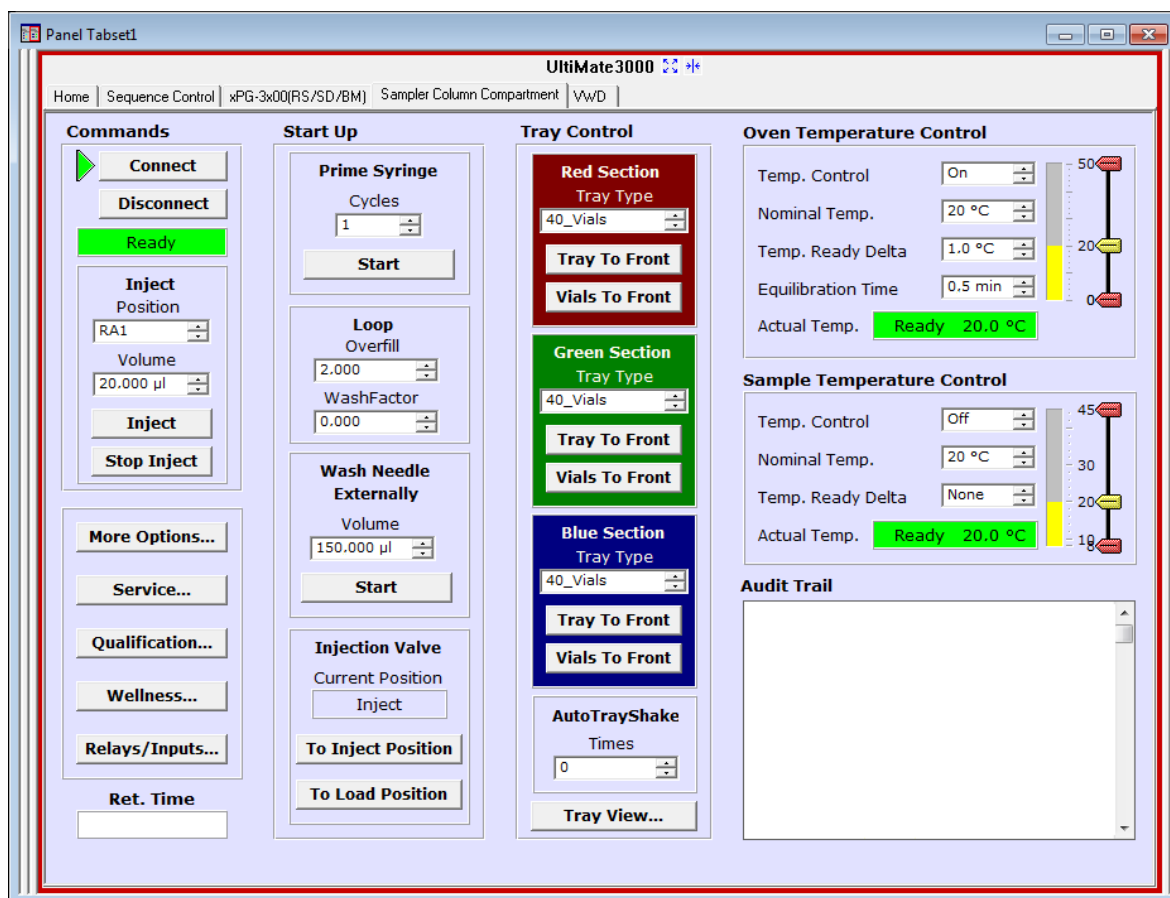 Panel Tabset1
UltiMate3000
Home
Sequence Control
xPG-3x00(RS/SD/BM)
Sampler Column Compartment
VWD
Commands
Connect
Disconnect
Ready
Inject
Position
RA1
Volume
20.000 µl
Inject
Stop Inject
More Options...
Service...
Qualification...
Wellness...
Relays/Inputs...
Ret. Time
Start Up
Prime Syringe
Cycles
1
Start
Loop
Overfill
2.000
WashFactor
0.000
Wash Needle
Externally
Volume
150.000 µl
Start
Injection Valve
Current Position
Inject
To Inject Position
To Load Position
Tray Control
Red Section
Tray Type
40_Vials
Tray To Front
Vials To Front
Green Section
Tray Type
40_Vials
Tray To Front
Vials To Front
Blue Section
Tray Type
40_Vials
Tray To Front
Vials To Front
AutoTrayShake
Times
0
Tray View...
Oven Temperature Control
Temp. Control On
Nominal Temp. 20 °C
Temp. Ready Delta 1.0 °C
Equilibration Time 0.5 min
Actual Temp. Ready 20.0 °C
50
20
0
Sample Temperature Control
Temp. Control Off
Nominal Temp. 20 °C
Temp. Ready Delta None
Actual Temp. Ready 20.0 °C
45
30
20
10
8
Audit Trail